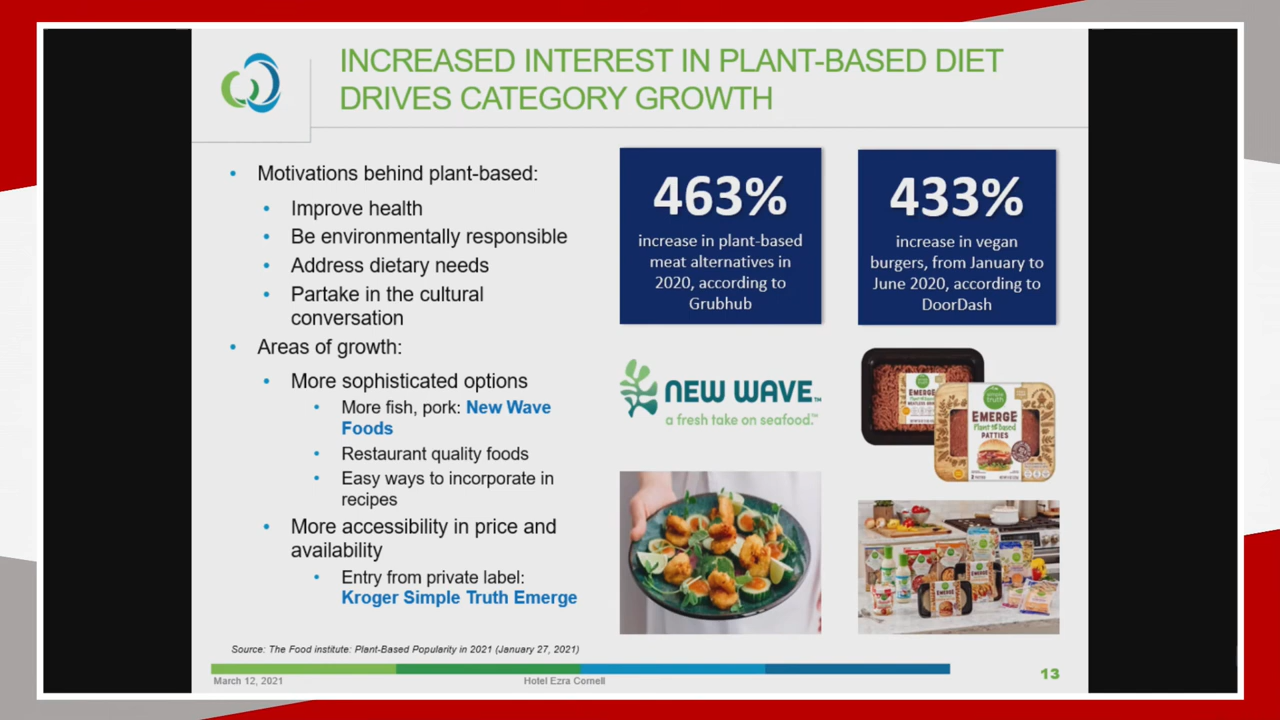 INCREASED INTEREST IN PLANT-BASED DIET
DRIVES CATEGORY GROWTH
• Motivations behind plant-based:
• Improve health
• Be environmentally responsible
• Address dietary needs
• Partake in the cultural
conversation
• Areas of growth:
• More sophisticated options
• More fish, pork: New Wave
Foods
• Restaurant quality foods
• Easy ways to incorporate in
recipes
• More accessibility in price and
availability
• Entry from private label:
Kroger Simple Truth Emerge
463%
increase in plant-based
meat alternatives in
2020, according to
Grubhub
433%
increase in vegan
burgers, from January to
June 2020, according to
DoorDash
NEW WAVE™
a fresh take on seafood.™
EMERGE
simple
truth
EMERGE
Plant Based
PATTIES
Source: The Food institute: Plant-Based Popularity in 2021 (January 27, 2021)
March 12, 2021
Hotel Ezra Cornell
13